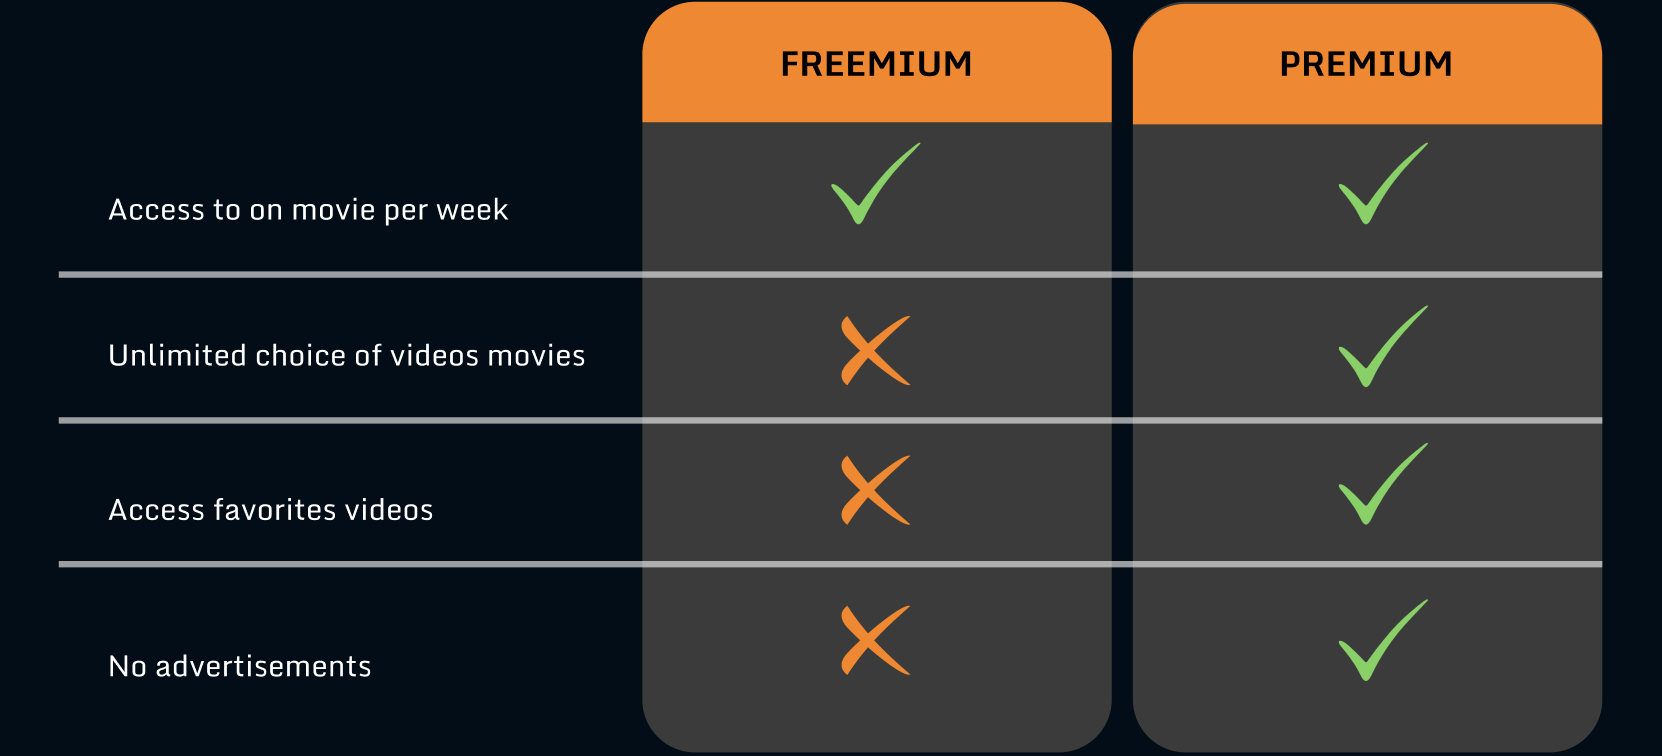 FREEMIUM
PREMIUM
Access to on movie per week
Unlimited choice of videos movies
Access favorites videos
No advertisements